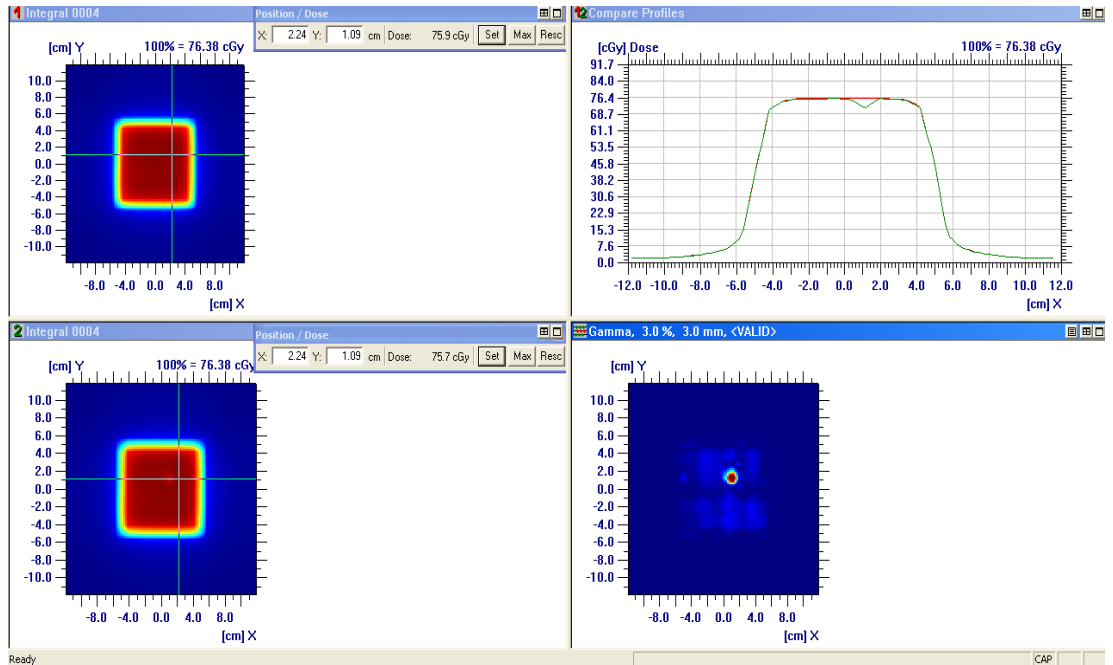 1 Integral 0004
Position / Dose
X: 2.24 Y: 1.09 cm Dose: 75.9 cGy Set Max Resc
[cm] Y 100% = 76.38 cGy
10.0
8.0
6.0
4.0
2.0
0.0
-2.0
-4.0
-6.0
-8.0
-10.0
-8.0 -4.0 0.0 4.0 8.0
[cm] X
12 Compare Profiles
[cGy] Dose 100% = 76.38 cGy
91.7
84.0
76.4
68.7
61.1
53.5
45.8
38.2
30.6
22.9
15.3
7.6
0.0
-12.0 -10.0 -8.0 -6.0 -4.0 -2.0 0.0 2.0 4.0 6.0 8.0 10.0 12.0
[cm] X
2 Integral 0004
Position / Dose
X: 2.24 Y: 1.09 cm Dose: 75.7 cGy Set Max Resc
[cm] Y 100% = 76.38 cGy
10.0
8.0
6.0
4.0
2.0
0.0
-2.0
-4.0
-6.0
-8.0
-10.0
-8.0 -4.0 0.0 4.0 8.0
[cm] X
Gamma, 3.0 %, 3.0 mm, <VALID>
[cm] Y
10.0
8.0
6.0
4.0
2.0
0.0
-2.0
-4.0
-6.0
-8.0
-10.0
-8.0 -4.0 0.0 4.0 8.0
[cm] X
Ready CAP